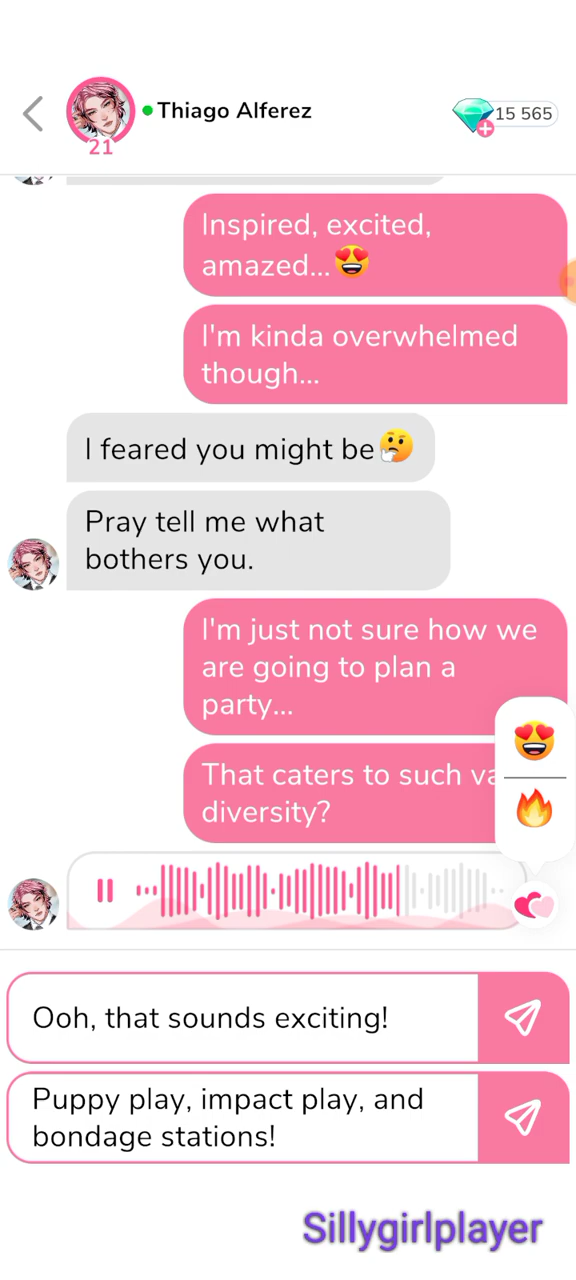 Thiago Alferez
15 565
21
Inspired, excited,
amazed...😍
I'm kinda overwhelmed
though...
I feared you might be🤔
Pray tell me what
bothers you.
I'm just not sure how we
are going to plan a
party...
That caters to such
diversity?
Ooh, that sounds exciting!
Puppy play, impact play, and
bondage stations!
Sillygirlplayer